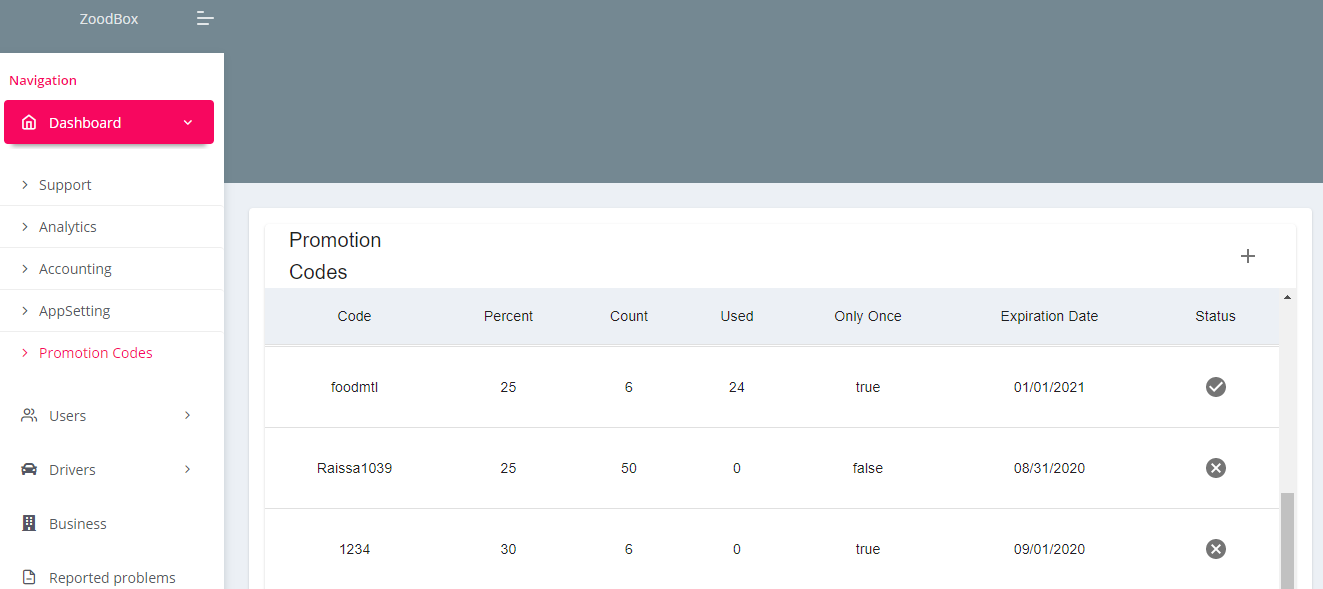 ZoodBox
Navigation
Dashboard
Support
Analytics
Accounting
AppSetting
Promotion Codes
Users
Drivers
Business
Reported problems
Promotion
Codes
Code Percent Count Used Only Once Expiration Date Status
foodmtl 25 6 24 true 01/01/2021
Raissa1039 25 50 0 false 08/31/2020
1234 30 6 0 true 09/01/2020